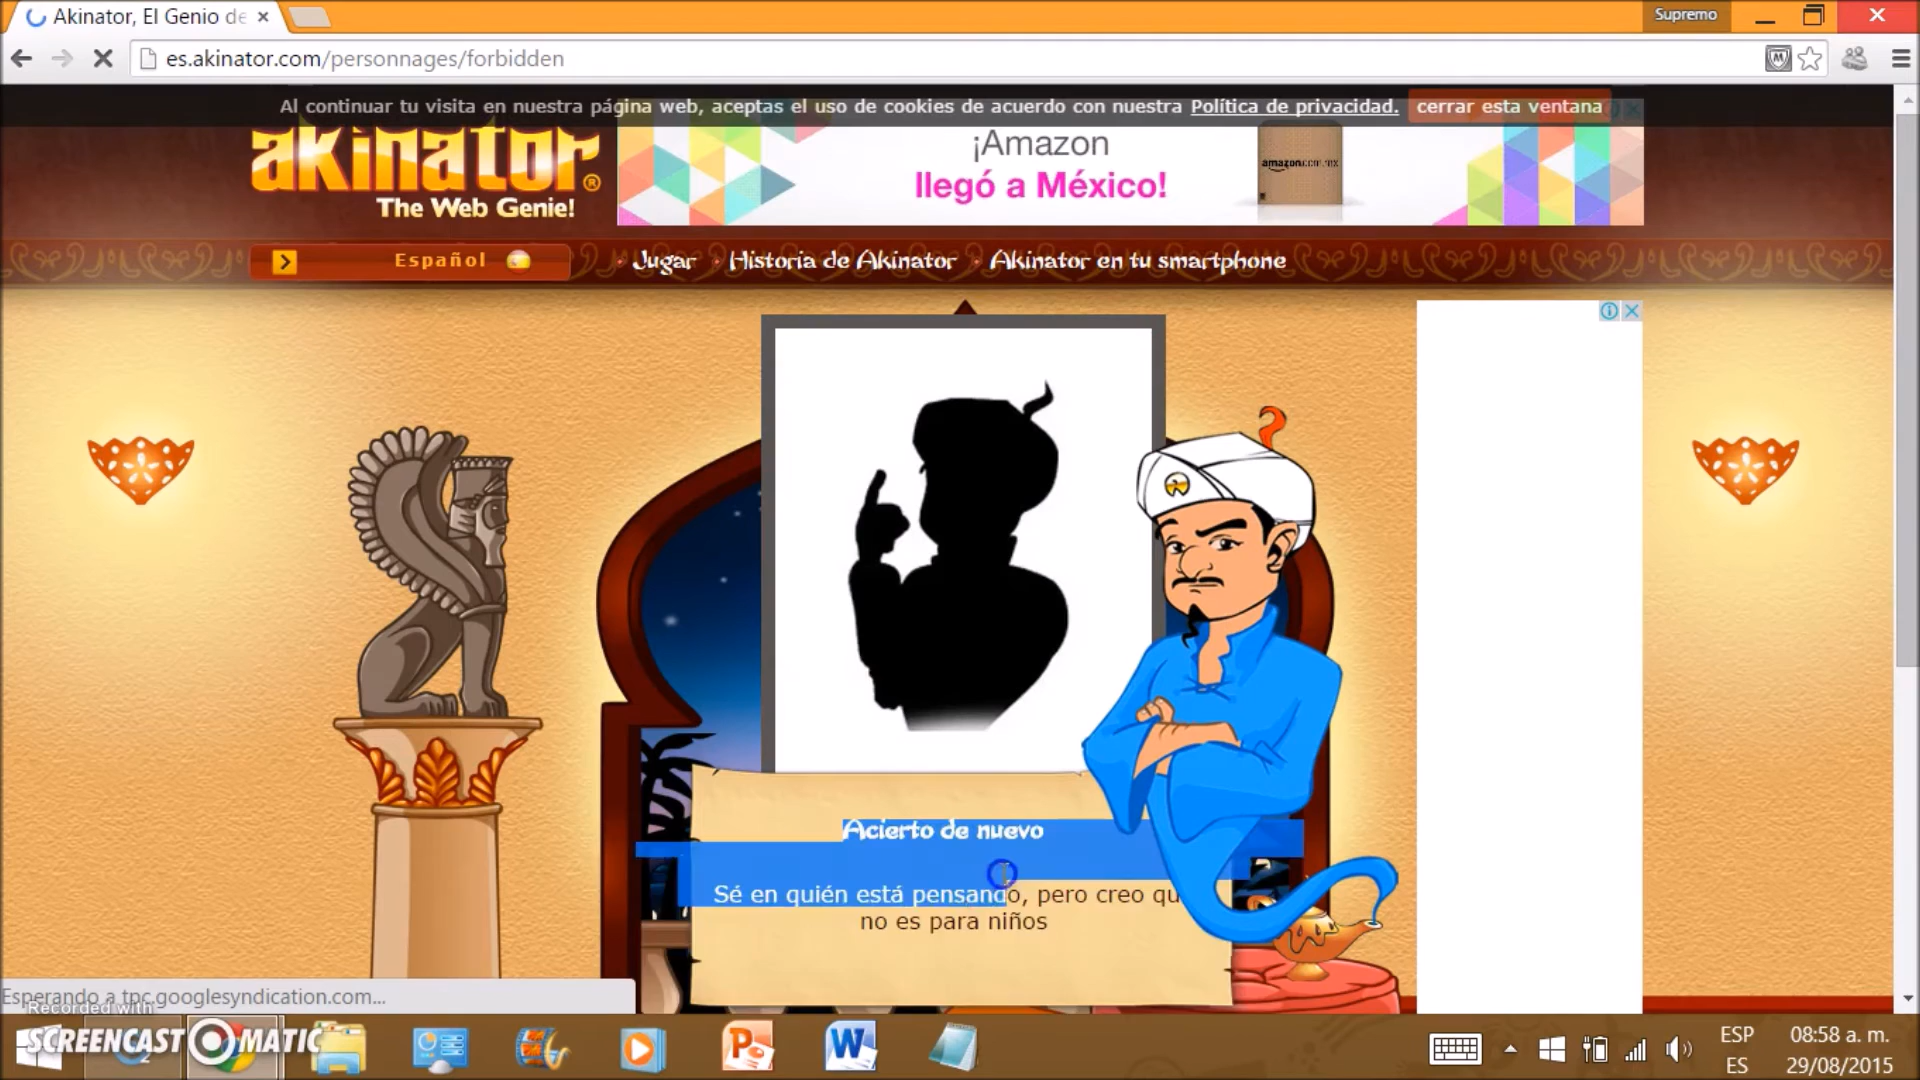 Akinator, El Genio de
Supremo
es.akinator.com/personnages/forbidden
Al continuar tu visita en nuestra página web, aceptas el uso de cookies de acuerdo con nuestra Política de privacidad. cerrar esta ventana
akinator®
The Web Genie!
¡Amazon
llegó a México!
amazon.com.mx
Español
Jugar
Historia de Akinator
Akinator en tu smartphone
Acierto de nuevo
Sé en quién está pensando, pero creo qu
no es para niños
Esperando a tpc.googlesyndication.com...
Recorded with
SCREENCAST MATIC
ESP
ES
08:58 a. m.
29/08/2015